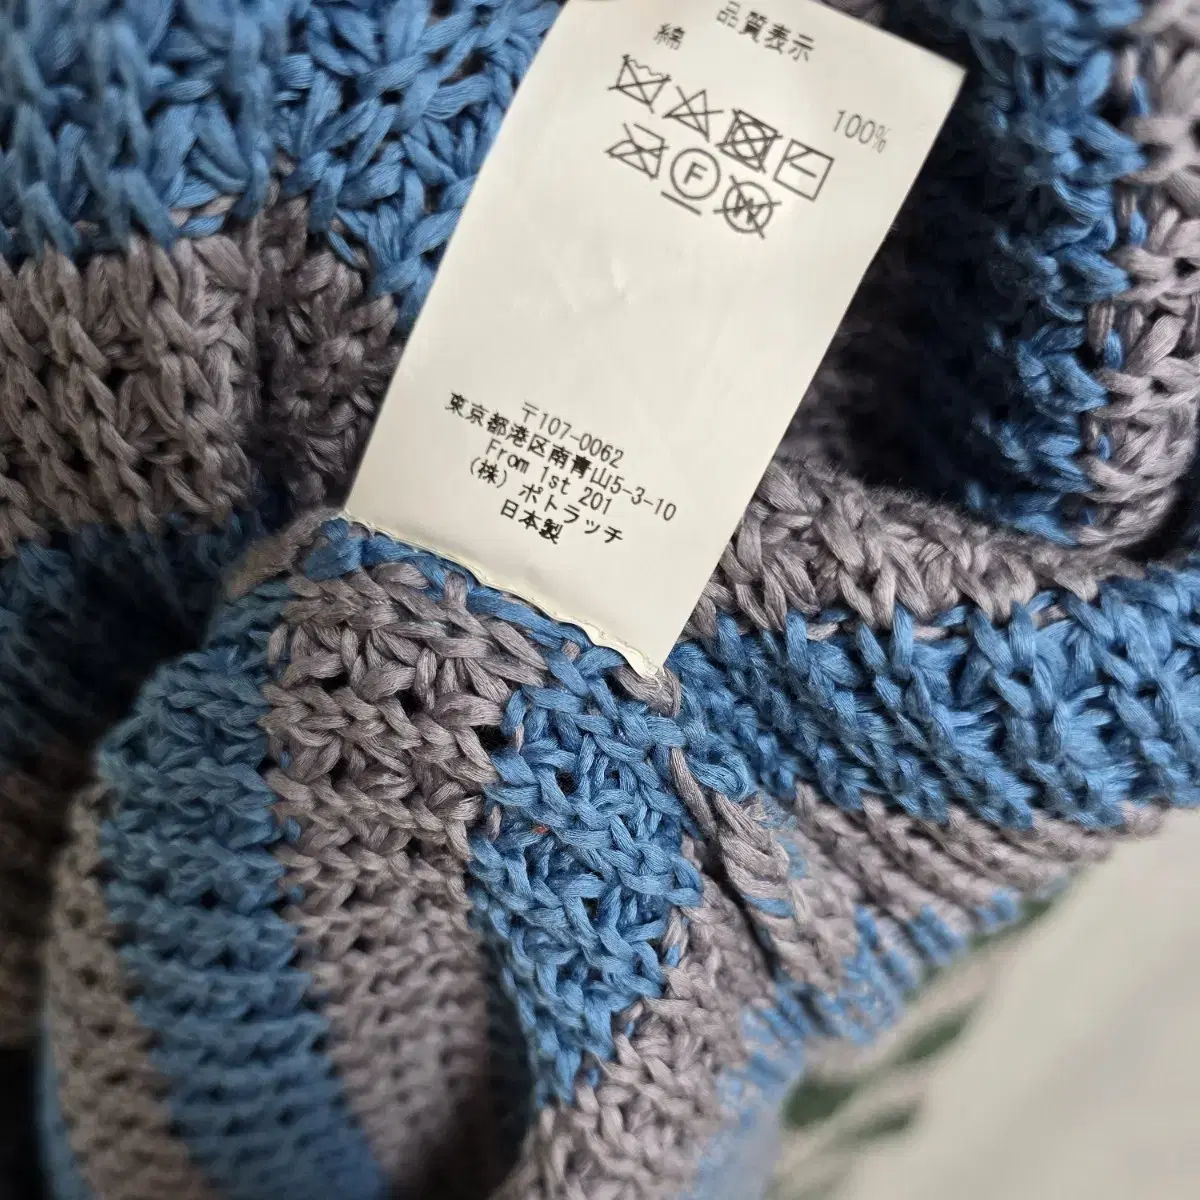 品質表示
綿 100%
F
W
〒107-0062
東京都港区南青山5-3-10
From 1st 201
(株) ポトラッチ
日本製